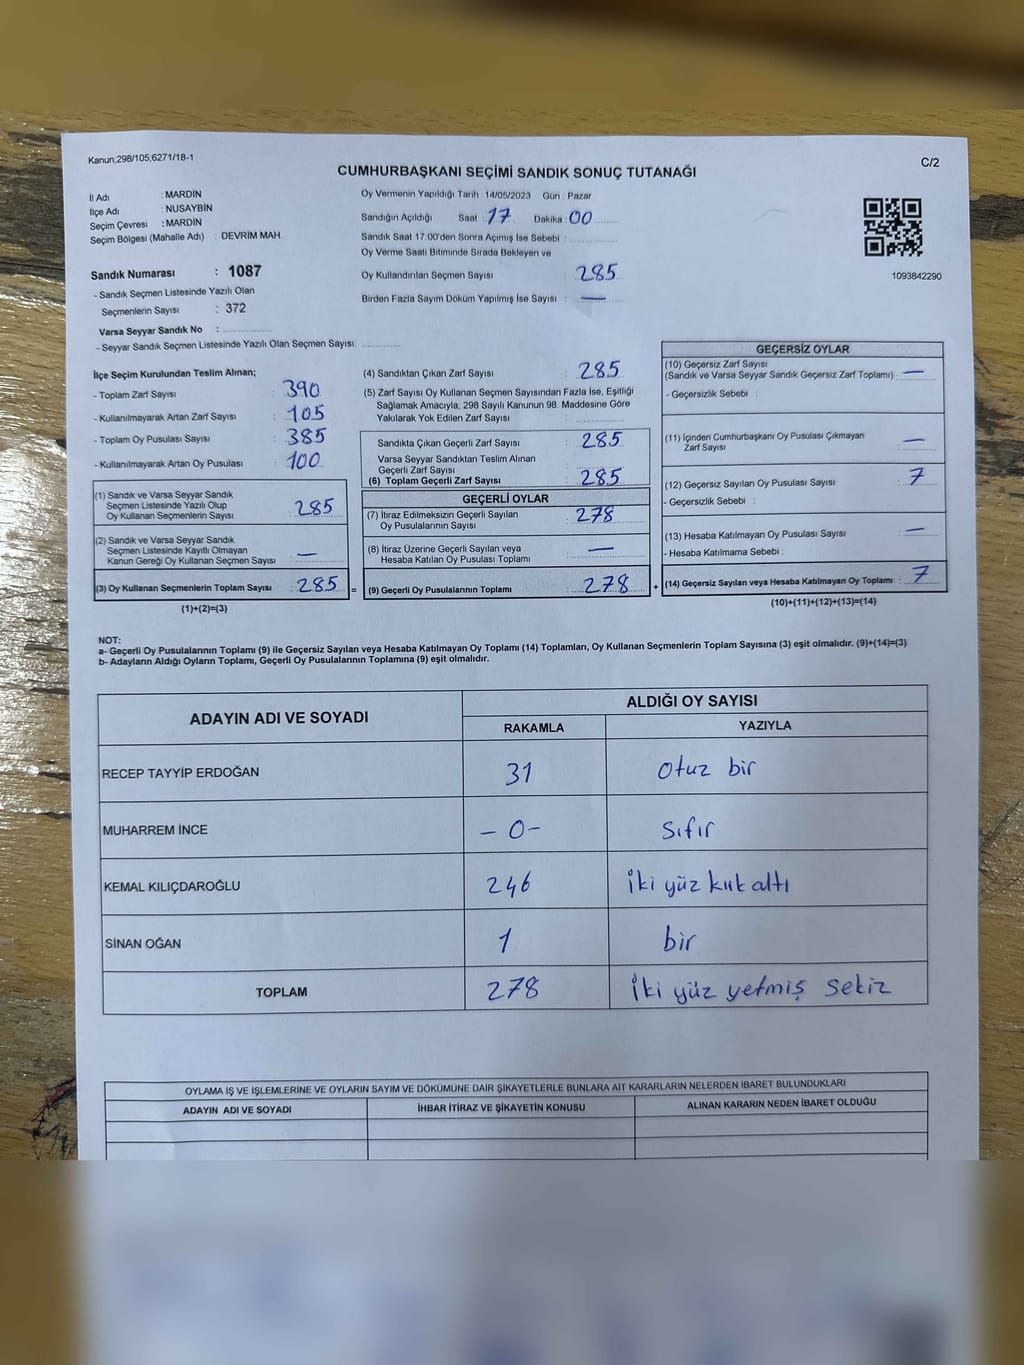 Kanun,298/105;6271/18-1
C/2
CUMHURBAŞKANI SEÇİMİ SANDIK SONUÇ TUTANAĞI
İl Adı : MARDİN
İlçe Adı : NUSAYBİN
Seçim Çevresi : MARDİN
Seçim Bölgesi (Mahalle Adı) : DEVRİM MAH.
Sandık Numarası : 1087
- Sandık Seçmen Listesinde Yazılı Olan
Seçmenlerin Sayısı : 372
Varsa Seyyar Sandık No :
- Seyyar Sandık Seçmen Listesinde Yazılı Olan Seçmen Sayısı:
Oy Vermenin Yapıldığı Tarih 14/05/2023 Gün : Pazar
Sandığın Açıldığı Saat : 17 Dakika : 00
Sandık Saat 17.00'den Sonra Açımış İse Sebebi :
Oy Verme Saati Bitiminde Sırada Bekleyen ve
Oy Kullandırılan Seçmen Sayısı : 285
Birden Fazla Sayım Döküm Yapılmış İse Sayısı : —
1093842290
İlçe Seçim Kurulundan Teslim Alınan;
- Toplam Zarf Sayısı : 390
- Kullanılmayarak Artan Zarf Sayısı : 105
- Toplam Oy Pusulası Sayısı : 385
- Kullanılmayarak Artan Oy Pusulası : 100
(1) Sandık ve Varsa Seyyar Sandık
Seçmen Listesinde Yazılı Olup
Oy Kullanan Seçmenlerin Sayısı : 285
(2) Sandık ve Varsa Seyyar Sandık
Seçmen Listesinde Kayıtlı Olmayan
Kanun Gereği Oy Kullanan Seçmen Sayısı : —
(3) Oy Kullanan Seçmenlerin Toplam Sayısı : 285
(1)+(2)=(3)
=
(4) Sandıktan Çıkan Zarf Sayısı : 285
(5) Zarf Sayısı Oy Kullanan Seçmen Sayısından Fazla İse, Eşitliği
Sağlamak Amacıyla; 298 Sayılı Kanunun 98. Maddesine Göre
Yakılarak Yok Edilen Zarf Sayısı :
Sandıkta Çıkan Geçerli Zarf Sayısı : 285
Varsa Seyyar Sandıktan Teslim Alınan
Geçerli Zarf Sayısı :
(6) Toplam Geçerli Zarf Sayısı : 285
GEÇERLİ OYLAR
(7) İtiraz Edilmeksizin Geçerli Sayılan
Oy Pusulalarının Sayısı : 278
(8) İtiraz Üzerine Geçerli Sayılan veya
Hesaba Katılan Oy Pusulası Toplamı : —
(9) Geçerli Oy Pusulalarının Toplamı : 278
+
GEÇERSİZ OYLAR
(10) Geçersiz Zarf Sayısı
(Sandık ve Varsa Seyyar Sandık Geçersiz Zarf Toplamı) : —
- Geçersizlik Sebebi :
(11) İçinden Cumhurbaşkanı Oy Pusulası Çıkmayan
Zarf Sayısı : —
(12) Geçersiz Sayılan Oy Pusulası Sayısı : 7
- Geçersizlik Sebebi :
(13) Hesaba Katılmayan Oy Pusulası Sayısı : —
- Hesaba Katılmama Sebebi :
(14) Geçersiz Sayılan veya Hesaba Katılmayan Oy Toplamı : 7
(10)+(11)+(12)+(13)=(14)
NOT:
a- Geçerli Oy Pusulalarının Toplamı (9) ile Geçersiz Sayılan veya Hesaba Katılmayan Oy Toplamı (14) Toplamları, Oy Kullanan Seçmenlerin Toplam Sayısına (3) eşit olmalıdır. (9)+(14)=(3)
b- Adayların Aldığı Oyların Toplamı, Geçerli Oy Pusulalarının Toplamına (9) eşit olmalıdır.
ADAYIN ADI VE SOYADI
ALDIĞI OY SAYISI
RAKAMLA YAZIYLA
RECEP TAYYİP ERDOĞAN 31 otuz bir
MUHARREM İNCE - 0 - sıfır
KEMAL KILIÇDAROĞLU 246 iki yüz kırk altı
SİNAN OĞAN 1 bir
TOPLAM 278 iki yüz yetmiş sekiz
OYLAMA İŞ VE İŞLEMLERİNE VE OYLARIN SAYIM VE DÖKÜMÜNE DAİR ŞİKAYETLERLE BUNLARA AİT KARARLARIN NELERDEN İBARET BULUNDUKLARI
ADAYIN ADI VE SOYADI İHBAR İTİRAZ VE ŞİKAYETİN KONUSU ALINAN KARARIN NEDEN İBARET OLDUĞU